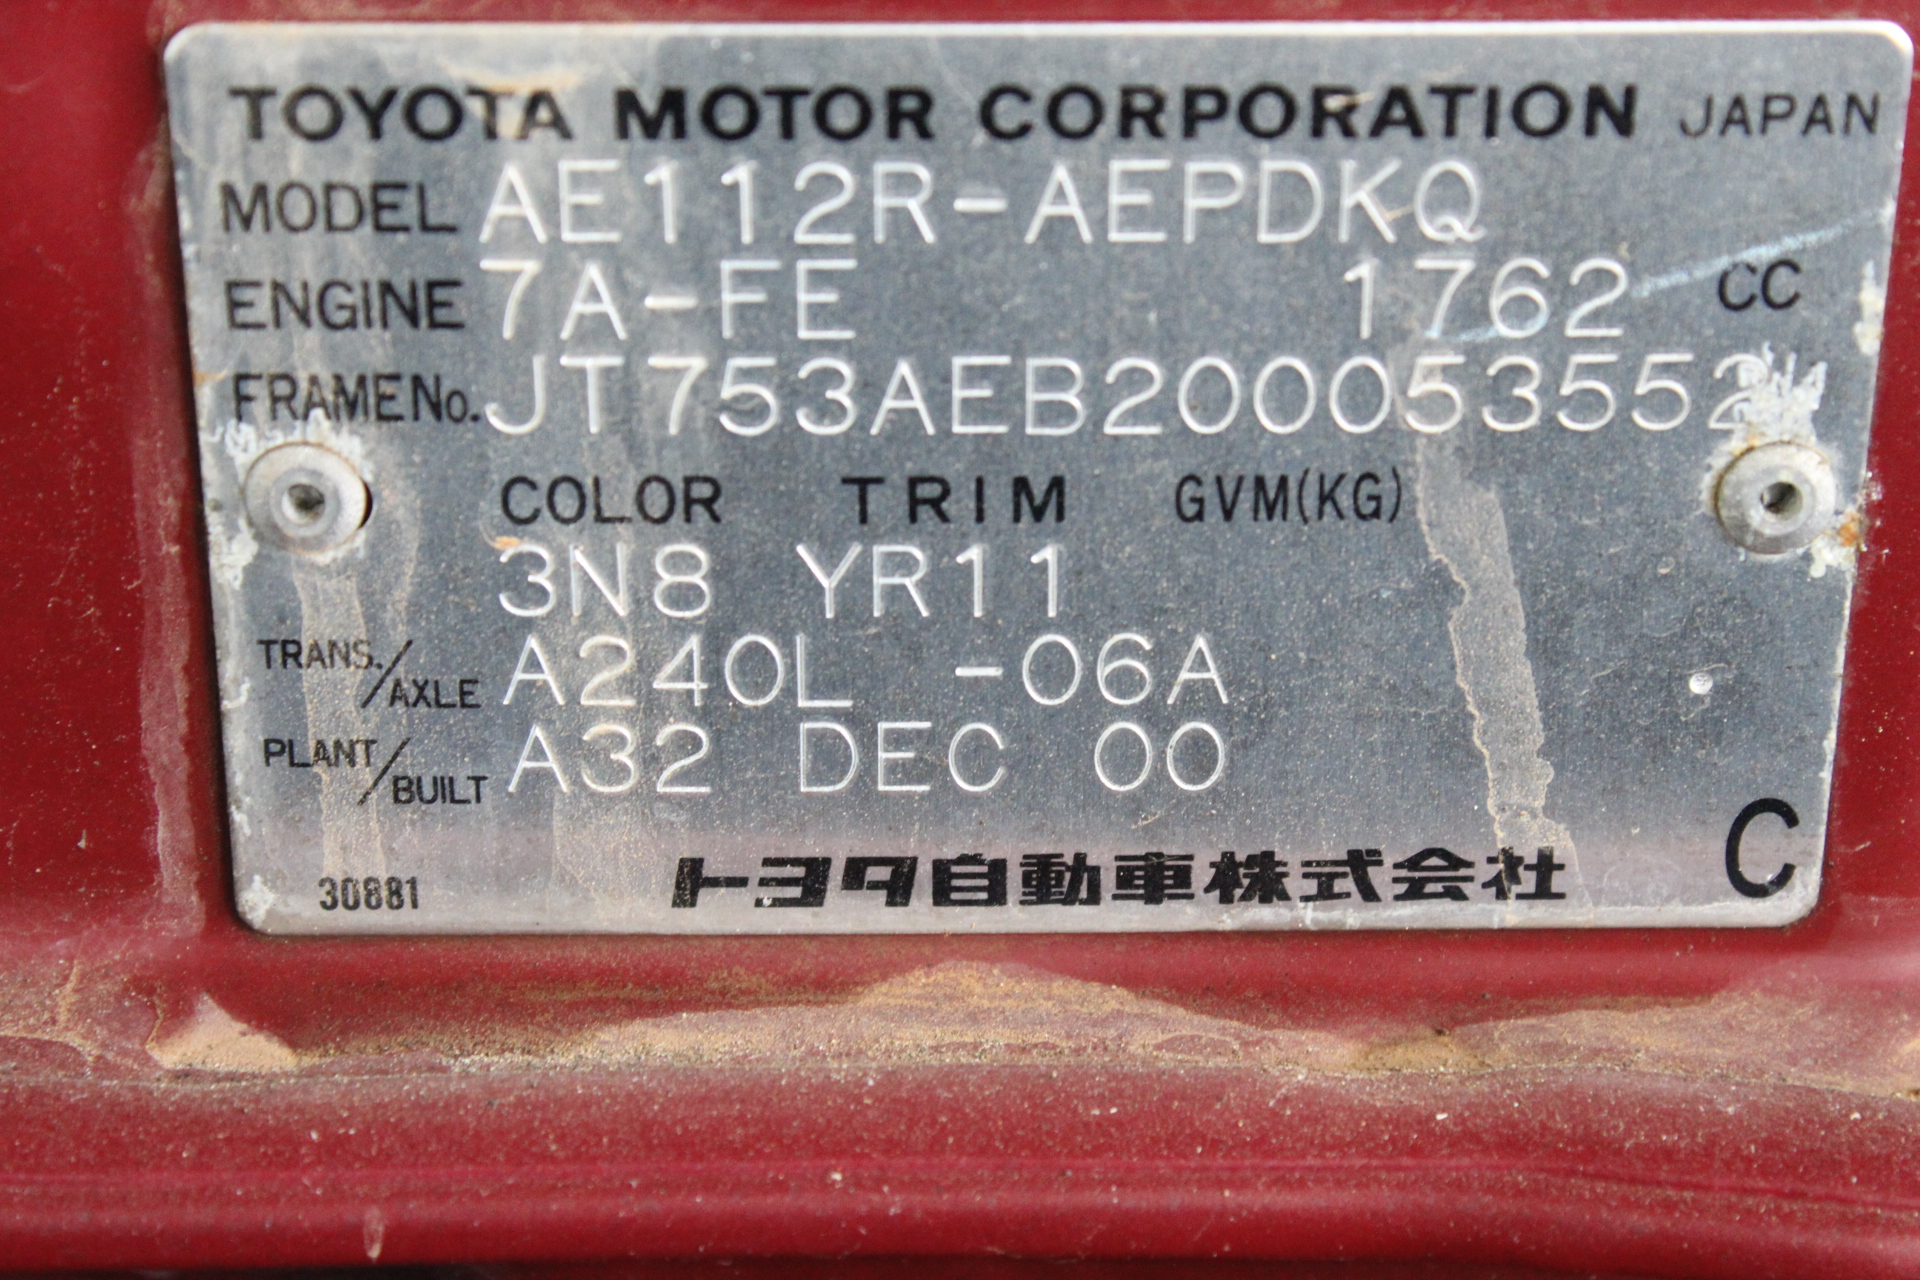 TOYOTA MOTOR CORPORATION JAPAN
MODEL AE112R-AEPDKQ
ENGINE 7A-FE 1762 CC
FRAME No. JT753AEB200053552
COLOR TRIM GVM(KG)
3N8 YR11
TRANS./AXLE A240L -06A
PLANT/BUILT A32 DEC 00
C
30881 トヨタ自動車株式会社